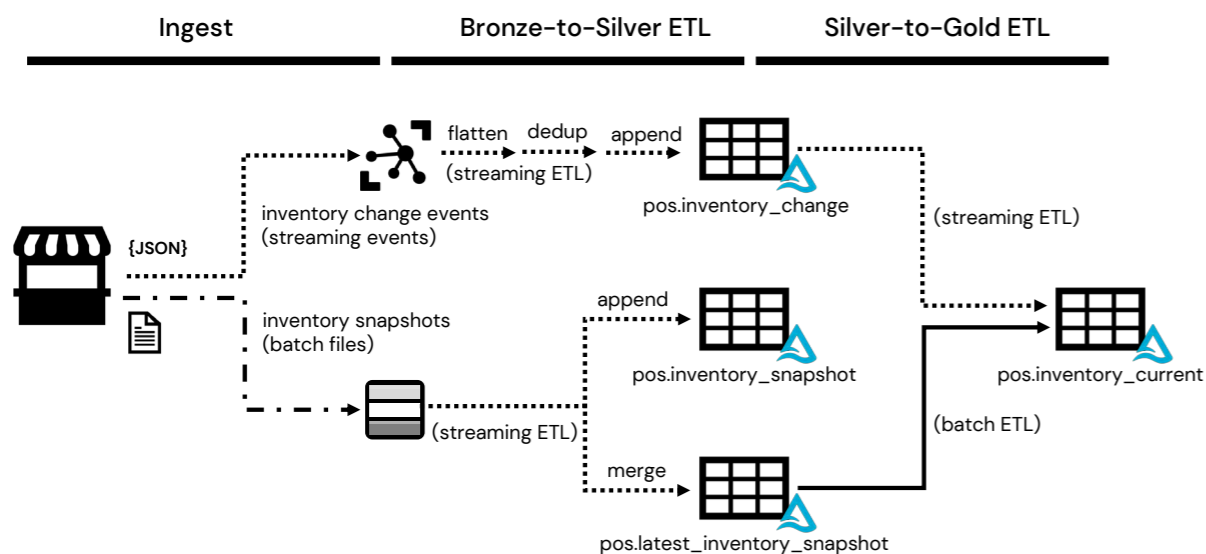 Ingest
Bronze-to-Silver ETL
Silver-to-Gold ETL
flatten
dedup
append
(streaming ETL)
pos.inventory_change
inventory change events
(streaming events)
(streaming ETL)
{JSON}
inventory snapshots
(batch files)
append
pos.inventory_snapshot
pos.inventory_current
(streaming ETL)
(batch ETL)
merge
pos.latest_inventory_snapshot